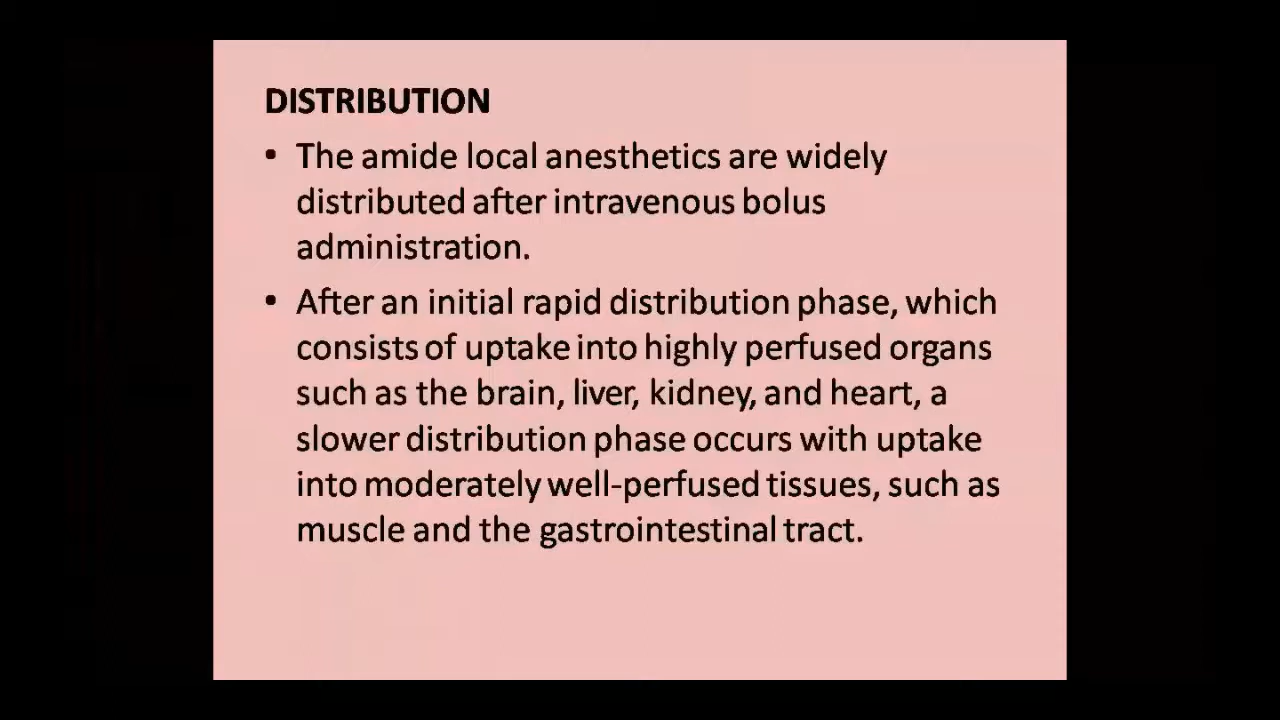 DISTRIBUTION
• The amide local anesthetics are widely
distributed after intravenous bolus
administration.
• After an initial rapid distribution phase, which
consists of uptake into highly perfused organs
such as the brain, liver, kidney, and heart, a
slower distribution phase occurs with uptake
into moderately well-perfused tissues, such as
muscle and the gastrointestinal tract.